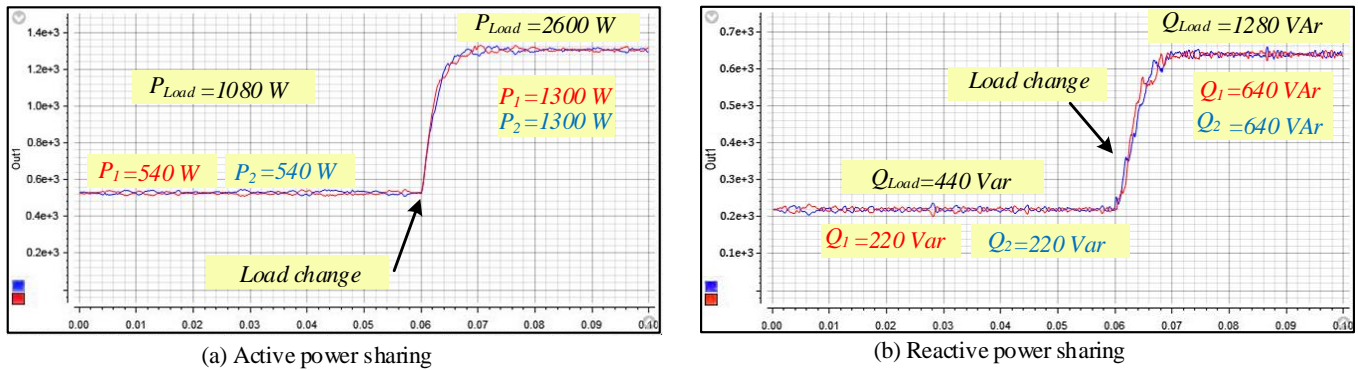 P_Load =2600 W
1.4e+3
1.2e+3
P_Load =1080 W
P_1=1300 W
P_2=1300 W
1.0e+3
0.8e+3
Out1
0.6e+3
P_1=540 W
P_2=540 W
0.4e+3
0.2e+3
Load change
0.00
0.01
0.02
0.03
0.04
0.05
0.06
0.07
0.08
0.09
0.10
(a) Active power sharing
Q_Load=1280 VAr
0.7e+3
0.6e+3
Load change
Q_1=640 VAr
Q_2 =640 VAr
0.5e+3
0.4e+3
Out1
0.3e+3
Q_Load=440 Var
0.2e+3
Q_1 =220 Var
Q_2=220 Var
0.1e+3
0.00
0.01
0.02
0.03
0.04
0.05
0.06
0.07
0.08
0.09
0.10
(b) Reactive power sharing